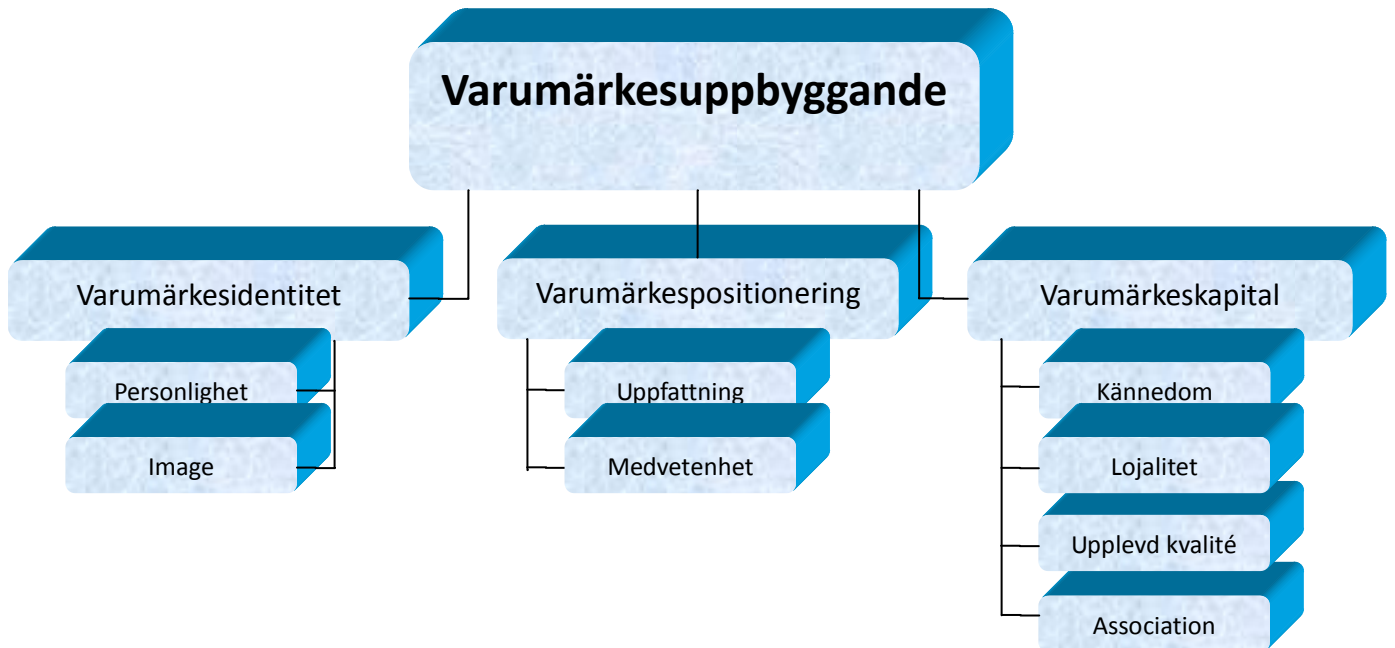 Varumärkesuppbyggande
Varumärkesidentitet
Personlighet
Image
Varumärkespositionering
Uppfattning
Medvetenhet
Varumärkeskapital
Kännedom
Lojalitet
Upplevd kvalité
Association